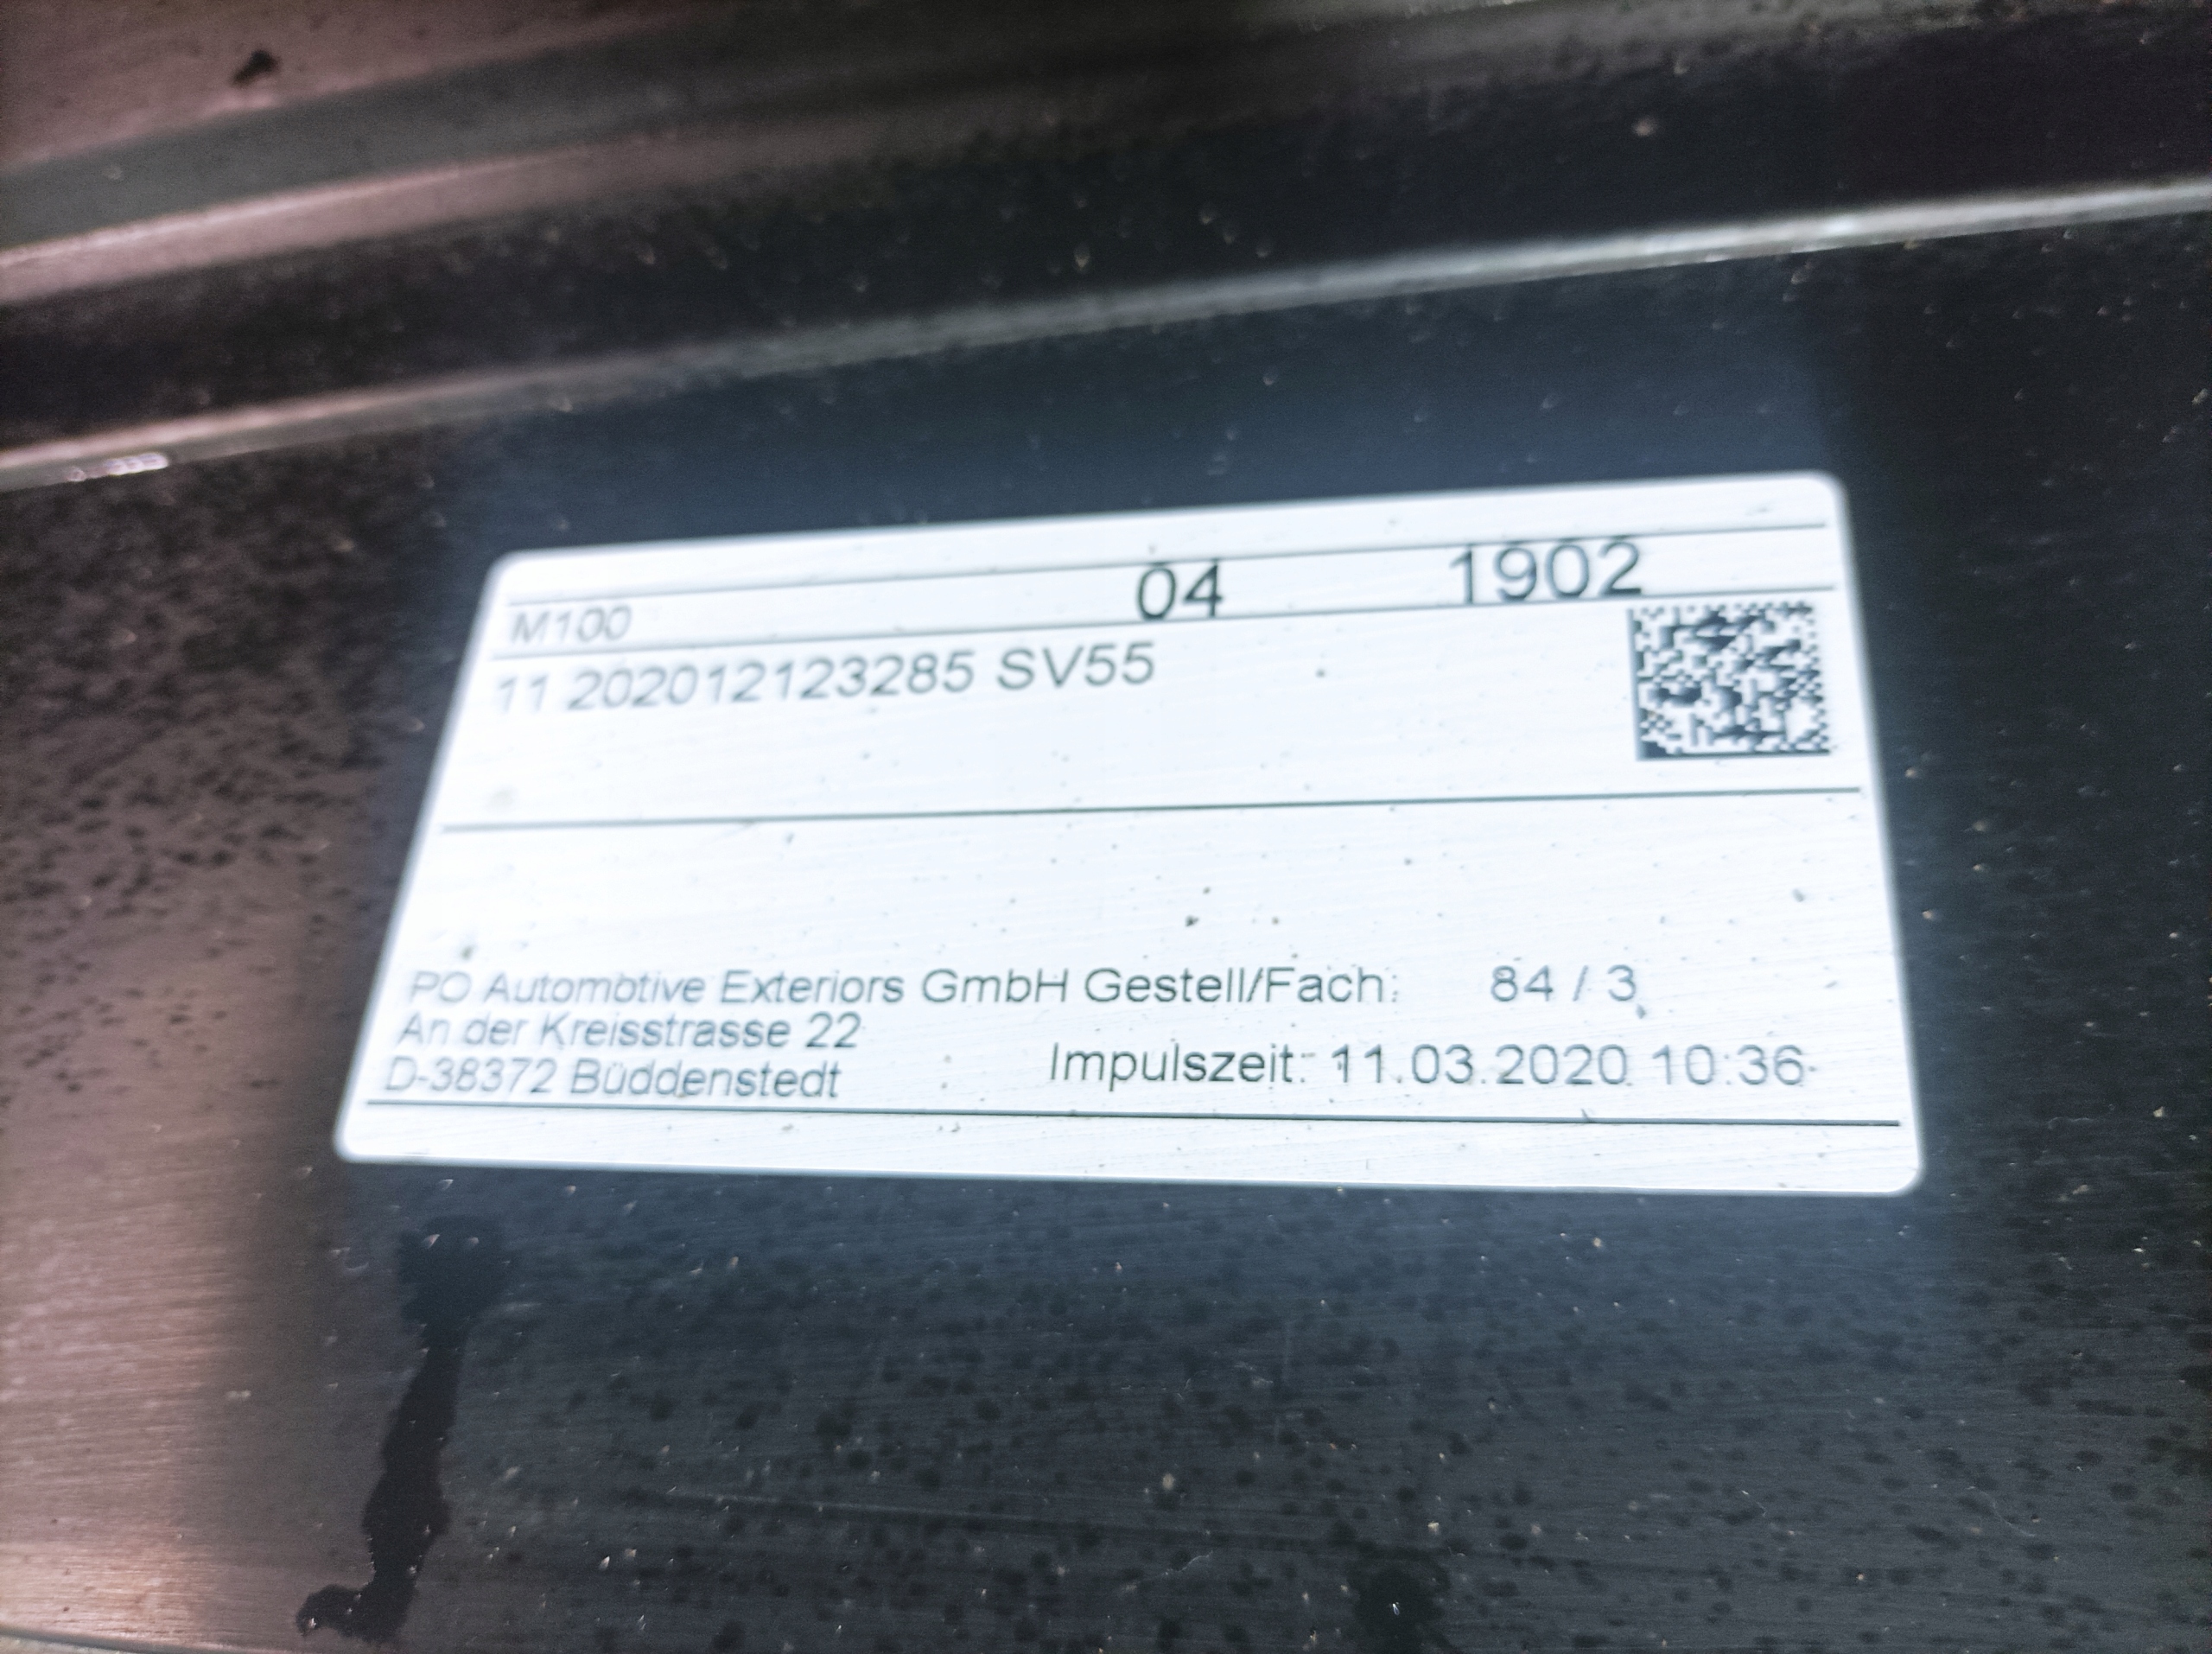 M100 04 1902
11 202012123285 SV55
PO Automotive Exteriors GmbH Gestell/Fach: 84 / 3
An der Kreisstrasse 22
D-38372 Büddenstedt
Impulszeit: 11.03.2020 10:36